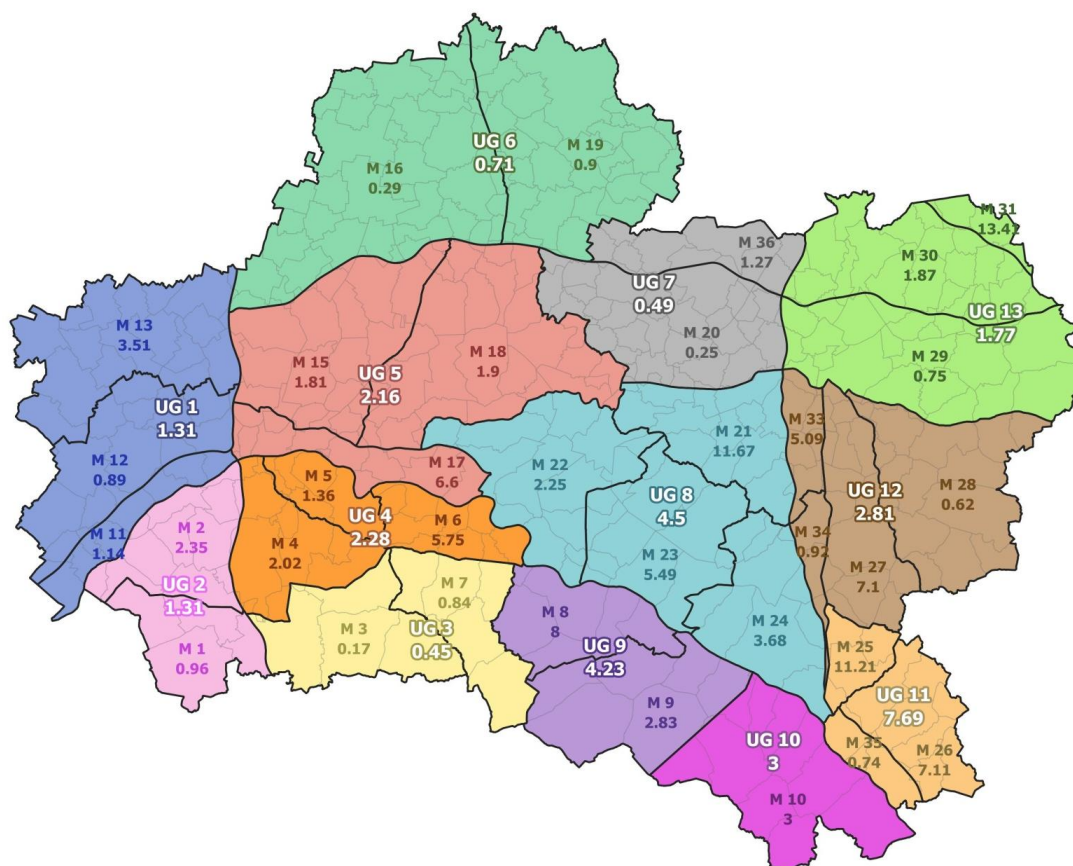 UG 6
0.71
M 19
0.9
M 16
0.29
M 31
13.41
M 36
1.27
M 30
1.87
UG 7
0.49
UG 13
1.77
M 13
3.51
M 20
0.25
M 18
1.9
M 15
1.81
UG 5
2.16
M 29
0.75
UG 1
1.31
M 33
5.09
M 21
11.67
M 12
0.89
M 17
6.6
M 22
2.25
M 5
1.36
UG 8
4.5
UG 12
2.81
M 28
0.62
UG 4
2.28
M 6
5.75
M 2
2.35
M 11
1.14
M 4
2.02
M 34
0.92
M 23
5.49
M 27
7.1
UG 2
1.31
M 7
0.84
M 8
8
M 24
3.68
M 3
0.17
UG 3
0.45
M 1
0.96
UG 9
4.23
M 25
11.21
UG 11
7.69
M 9
2.83
UG 10
3
M 35
0.74
M 26
7.11
M 10
3